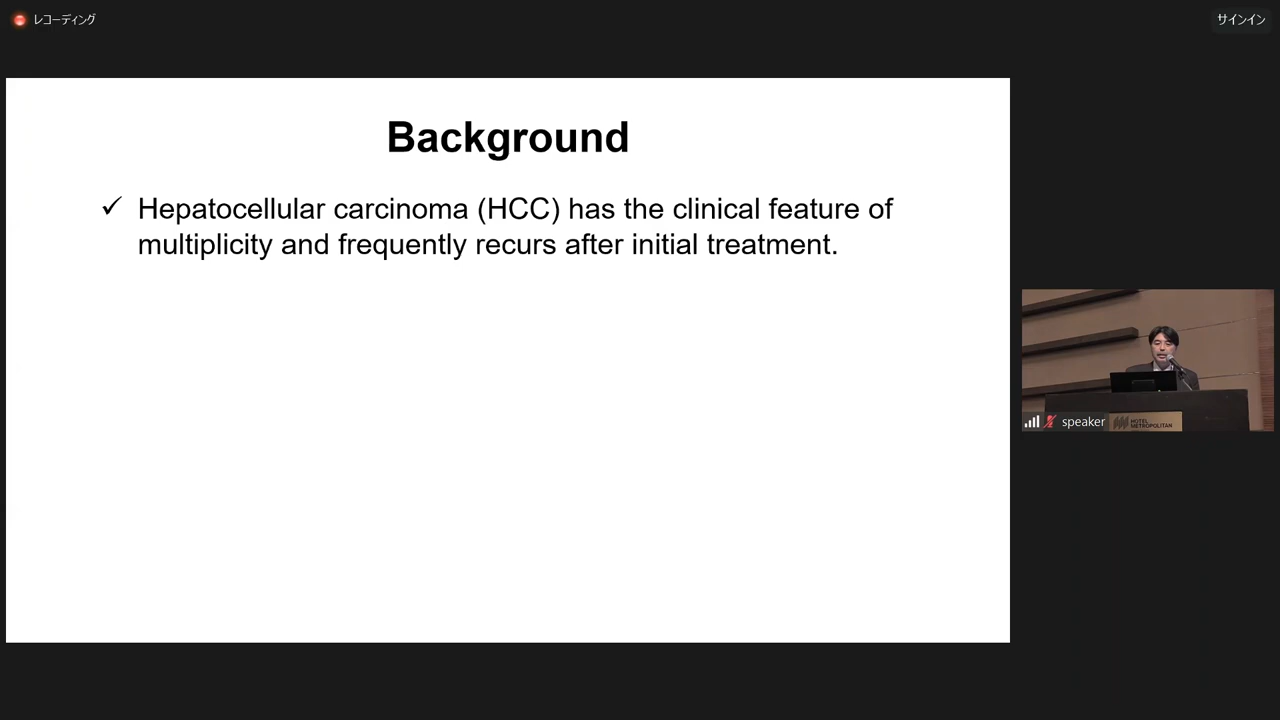 レコーディング
サインイン
Background
✓ Hepatocellular carcinoma (HCC) has the clinical feature of
multiplicity and frequently recurs after initial treatment.
speaker
HOTEL
METROPOLITAN